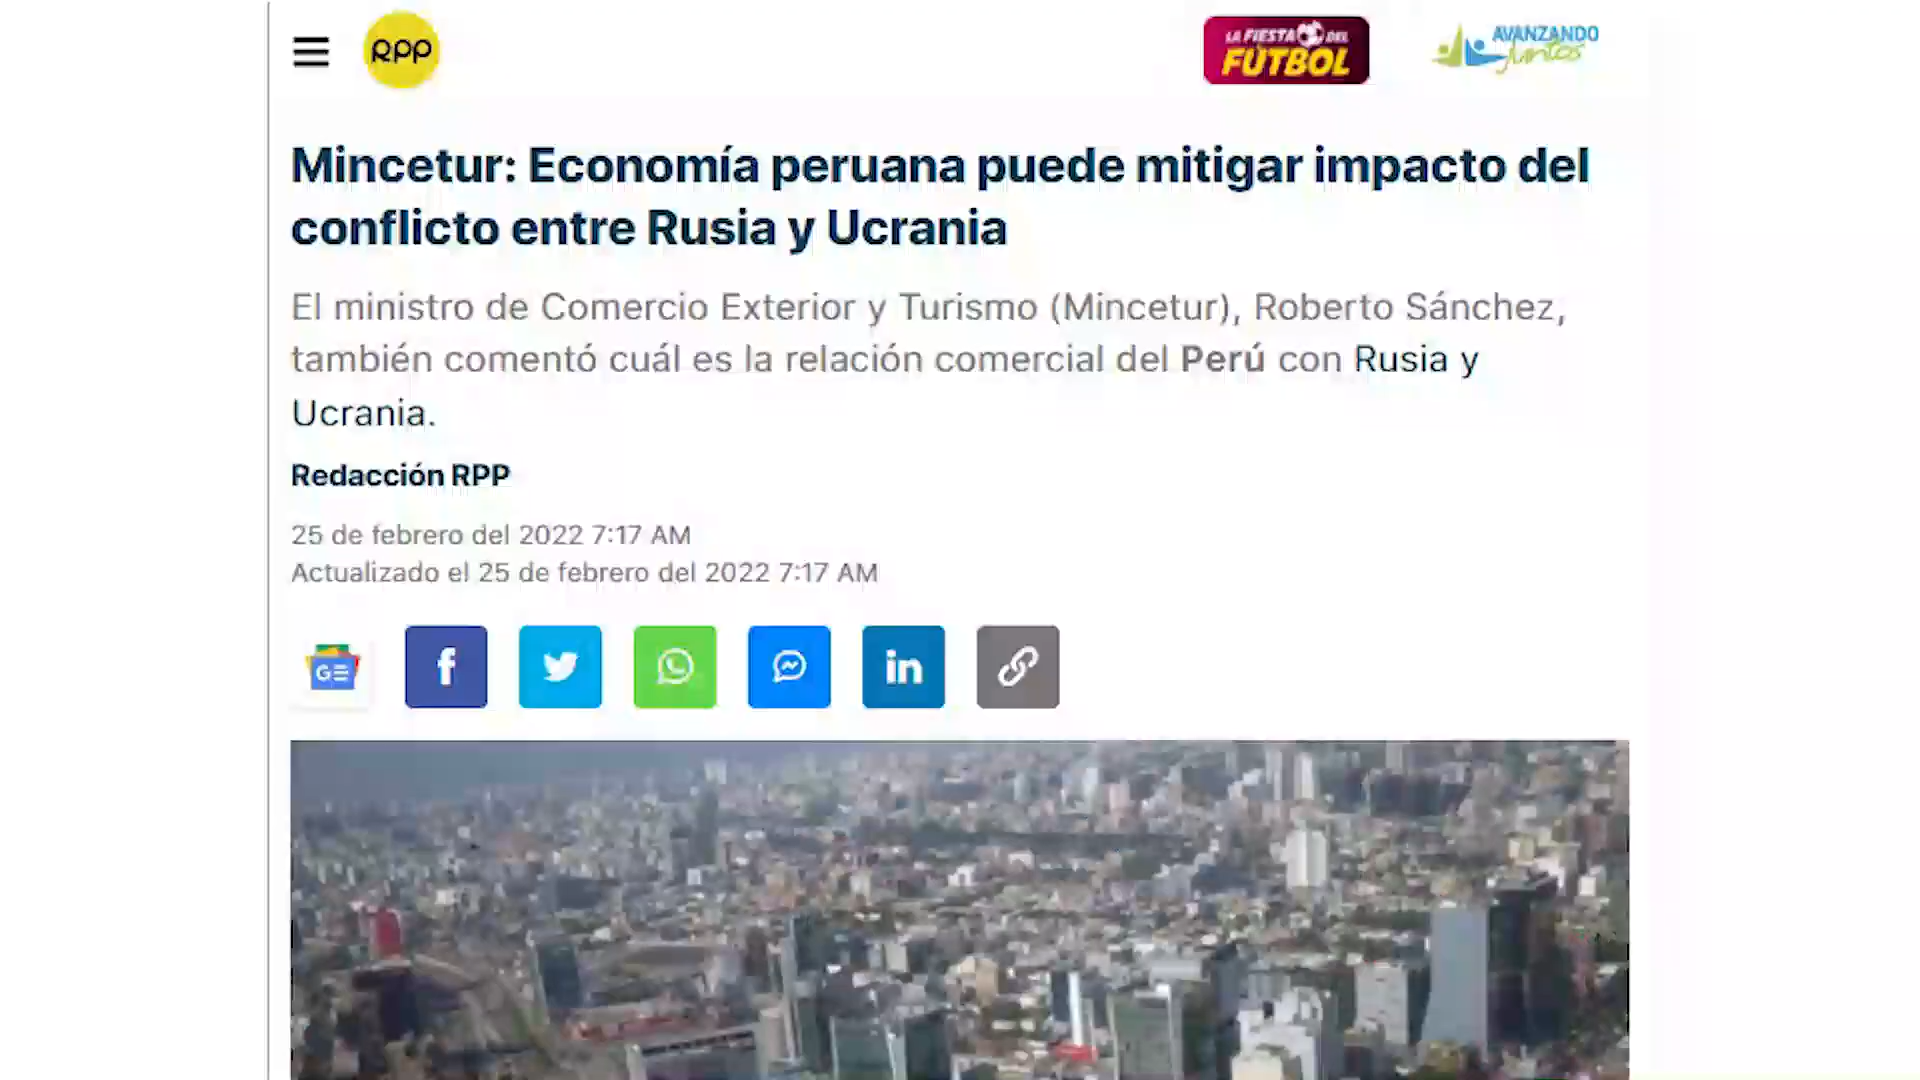 RPP
LA FIESTA DEL
FÚTBOL
AVANZANDO
Juntos
Mincetur: Economía peruana puede mitigar impacto del
conflicto entre Rusia y Ucrania
El ministro de Comercio Exterior y Turismo (Mincetur), Roberto Sánchez,
también comentó cuál es la relación comercial del Perú con Rusia y
Ucrania.
Redacción RPP
25 de febrero del 2022 7:17 AM
Actualizado el 25 de febrero del 2022 7:17 AM
G
f
in